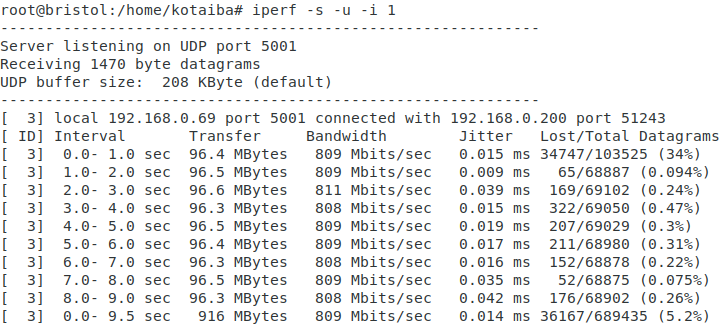 root@bristol:/home/kotaiba# iperf -s -u -i 1
------------------------------------------------------------
Server listening on UDP port 5001
Receiving 1470 byte datagrams
UDP buffer size:  208 KByte (default)
------------------------------------------------------------
[  3] local 192.168.0.69 port 5001 connected with 192.168.0.200 port 51243
[ ID] Interval       Transfer     Bandwidth        Jitter   Lost/Total Datagrams
[  3]  0.0- 1.0 sec  96.4 MBytes   809 Mbits/sec   0.015 ms 34747/103525 (34%)
[  3]  1.0- 2.0 sec  96.5 MBytes   809 Mbits/sec   0.009 ms   65/68887 (0.094%)
[  3]  2.0- 3.0 sec  96.6 MBytes   811 Mbits/sec   0.039 ms  169/69102 (0.24%)
[  3]  3.0- 4.0 sec  96.3 MBytes   808 Mbits/sec   0.015 ms  322/69050 (0.47%)
[  3]  4.0- 5.0 sec  96.5 MBytes   809 Mbits/sec   0.019 ms  207/69029 (0.3%)
[  3]  5.0- 6.0 sec  96.4 MBytes   809 Mbits/sec   0.017 ms  211/68980 (0.31%)
[  3]  6.0- 7.0 sec  96.3 MBytes   808 Mbits/sec   0.016 ms  152/68878 (0.22%)
[  3]  7.0- 8.0 sec  96.5 MBytes   809 Mbits/sec   0.035 ms   52/68875 (0.075%)
[  3]  8.0- 9.0 sec  96.3 MBytes   808 Mbits/sec   0.042 ms  176/68902 (0.26%)
[  3]  0.0- 9.5 sec   916 MBytes   808 Mbits/sec   0.014 ms 36167/689435 (5.2%)